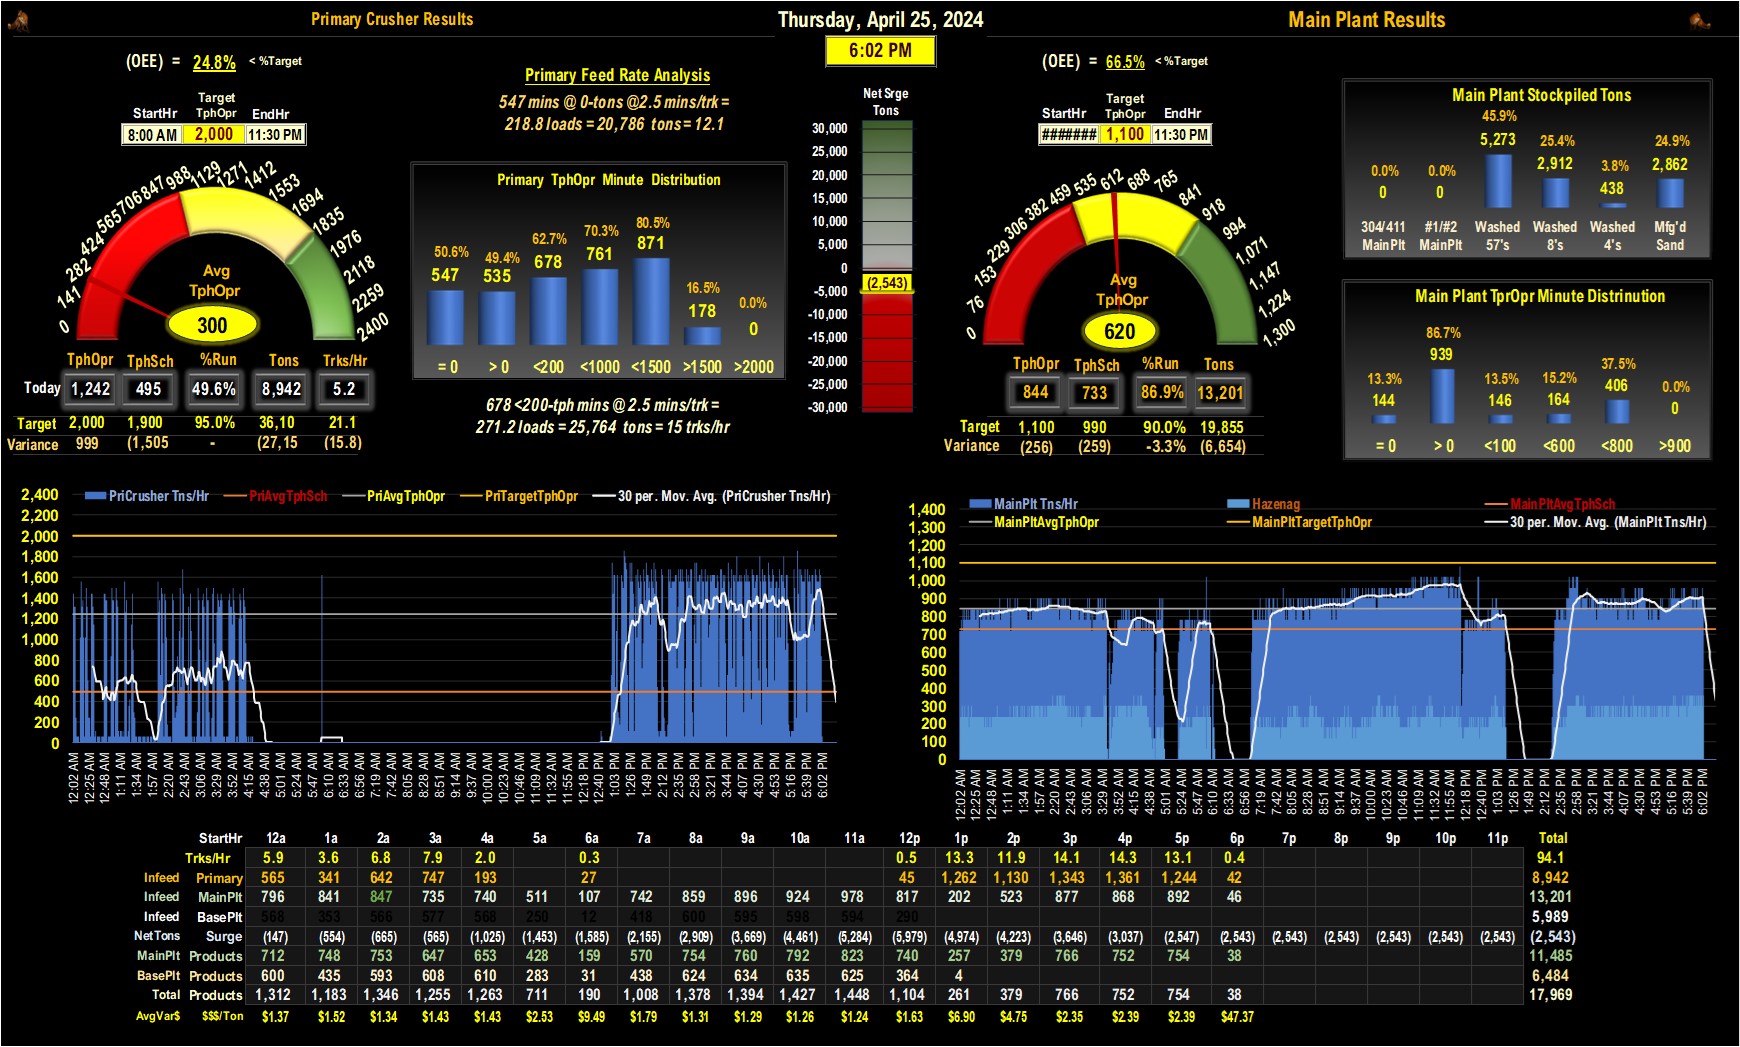 Primary Crusher Results
Thursday, April 25, 2024
Main Plant Results
6:02 PM
(OEE) = 24.8% < %Target
StartHr Target TphOpr EndHr
8:00 AM 2,000 11:30 PM
0 141 282 424 565 706 847 988 1129 1271 1412 1553 1694 1835 1976 2118 2259 2400
Avg
TphOpr
300
TphOpr TphSch %Run Tons Trks/Hr
Today 1,242 495 49.6% 8,942 5.2
Target 2,000 1,900 95.0% 36,10 21.1
Variance 999 (1,505 - (27,15 (15.8)
Primary Feed Rate Analysis
547 mins @ 0-tons @2.5 mins/trk =
218.8 loads = 20,786 tons = 12.1
Primary TphOpr Minute Distribution
50.6% 49.4% 62.7% 70.3% 80.5% 16.5% 0.0%
547 535 678 761 871 178 0
= 0 > 0 <200 <1000 <1500 >1500 >2000
678 <200-tph mins @ 2.5 mins/trk =
271.2 loads = 25,764 tons = 15 trks/hr
Net Srge
Tons
30,000
25,000
20,000
15,000
10,000
5,000
0
(2,543)
-5,000
-10,000
-15,000
-20,000
-25,000
-30,000
(OEE) = 66.5% < %Target
StartHr Target TphOpr EndHr
####### 1,100 11:30 PM
0 76 153 229 306 382 459 535 612 688 765 841 918 994 1,071 1,147 1,224 1,300
Avg
TphOpr
620
TphOpr TphSch %Run Tons
844 733 86.9% 13,201
Target 1,100 990 90.0% 19,855
Variance (256) (259) -3.3% (6,654)
Main Plant Stockpiled Tons
0.0% 0.0% 45.9% 25.4% 3.8% 24.9%
0 0 5,273 2,912 438 2,862
304/411 #1/#2 Washed Washed Washed Mfg'd
MainPlt MainPlt 57's 8's 4's Sand
Main Plant TprOpr Minute Distrinution
13.3% 86.7% 13.5% 15.2% 37.5% 0.0%
144 939 146 164 406 0
= 0 > 0 <100 <600 <800 >900
PriCrusher Tns/Hr PriAvgTphSch PriAvgTphOpr PriTargetTphOpr 30 per. Mov. Avg. (PriCrusher Tns/Hr)
2,400
2,200
2,000
1,800
1,600
1,400
1,200
1,000
800
600
400
200
0
12:02 AM 12:25 AM 12:48 AM 1:11 AM 1:34 AM 1:57 AM 2:20 AM 2:43 AM 3:06 AM 3:29 AM 3:52 AM 4:15 AM 4:38 AM 5:01 AM 5:24 AM 5:47 AM 6:10 AM 6:33 AM 6:56 AM 7:19 AM 7:42 AM 8:05 AM 8:28 AM 8:51 AM 9:14 AM 9:37 AM 10:00 AM 10:23 AM 10:46 AM 11:09 AM 11:32 AM 11:55 AM 12:18 PM 12:40 PM 1:03 PM 1:26 PM 1:49 PM 2:12 PM 2:35 PM 2:58 PM 3:21 PM 3:44 PM 4:07 PM 4:30 PM 4:53 PM 5:16 PM 5:39 PM 6:02 PM
MainPlt Tns/Hr Hazenag MainPltAvgTphSch
MainPltAvgTphOpr MainPltTargetTphOpr 30 per. Mov. Avg. (MainPlt Tns/Hr)
1,400
1,300
1,200
1,100
1,000
900
800
700
600
500
400
300
200
100
0
12:02 AM 12:25 AM 12:48 AM 1:11 AM 1:34 AM 1:57 AM 2:20 AM 2:43 AM 3:06 AM 3:29 AM 3:52 AM 4:15 AM 4:38 AM 5:01 AM 5:24 AM 5:47 AM 6:10 AM 6:33 AM 6:56 AM 7:19 AM 7:42 AM 8:05 AM 8:28 AM 8:51 AM 9:14 AM 9:37 AM 10:00 AM 10:23 AM 10:46 AM 11:09 AM 11:32 AM 11:55 AM 12:18 PM 12:40 PM 1:03 PM 1:26 PM 1:49 PM 2:12 PM 2:35 PM 2:58 PM 3:21 PM 3:44 PM 4:07 PM 4:30 PM 4:53 PM 5:16 PM 5:39 PM 6:02 PM
StartHr 12a 1a 2a 3a 4a 5a 6a 7a 8a 9a 10a 11a 12p 1p 2p 3p 4p 5p 6p 7p 8p 9p 10p 11p Total
Trks/Hr 5.9 3.6 6.8 7.9 2.0 0.3 0.5 13.3 11.9 14.1 14.3 13.1 0.4 94.1
Infeed Primary 565 341 642 747 193 27 45 1,262 1,130 1,343 1,361 1,244 42 8,942
Infeed MainPlt 796 841 847 735 740 511 107 742 859 896 924 978 817 202 523 877 868 892 46 13,201
Infeed BasePlt 568 353 566 577 568 250 12 418 600 595 598 594 290 5,989
NetTons Surge (147) (554) (665) (565) (1,025) (1,453) (1,585) (2,155) (2,909) (3,669) (4,461) (5,284) (5,979) (4,974) (4,223) (3,646) (3,037) (2,547) (2,543) (2,543) (2,543) (2,543) (2,543) (2,543) (2,543)
MainPlt Products 712 748 753 647 653 428 159 570 754 760 792 823 740 257 379 766 752 754 38 11,485
BasePlt Products 600 435 593 608 610 283 31 438 624 634 635 625 364 4 6,484
Total Products 1,312 1,183 1,346 1,255 1,263 711 190 1,008 1,378 1,394 1,427 1,448 1,104 261 379 766 752 754 38 17,969
AvgVar$ $$$/Ton $1.37 $1.52 $1.34 $1.43 $1.43 $2.53 $9.49 $1.79 $1.31 $1.29 $1.26 $1.24 $1.63 $6.90 $4.75 $2.35 $2.39 $2.39 $47.37